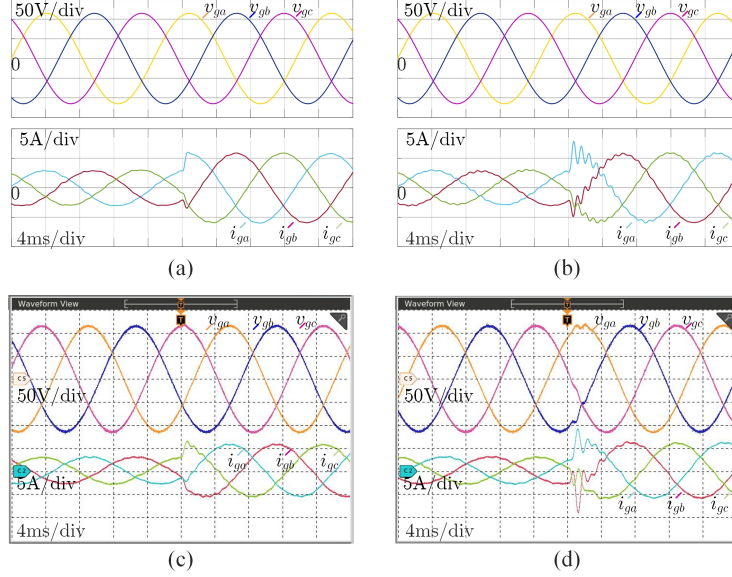 50V/div v_ga v_gb v_gc
0
5A/div
0
i_ga i_gb i_gc
4ms/div
(a)
50V/div v_ga v_gb v_gc
0
5A/div
0
i_ga i_gb i_gc
4ms/div
(b)
Waveform View
T
v_ga v_gb v_gc
C5
50V/div
i_ga i_gb i_gc
C2
5A/div
4ms/div
(c)
Waveform View
T
v_ga v_gb v_gc
C5
50V/div
C2
5A/div
i_ga i_gb i_gc
4ms/div
(d)